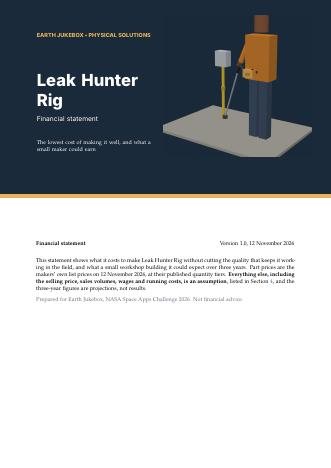 EARTH JUKEBOX • PHYSICAL SOLUTIONS
Leak Hunter
Rig
Financial statement
The lowest cost of making it well, and what a
small maker could earn
Financial statement Version 1.0, 12 November 2026
This statement shows what it costs to make Leak Hunter Rig without cutting the quality that keeps it work-
ing in the field, and what a small workshop building it could expect over three years. Part prices are the
makers' own list prices on 12 November 2026, at their published quantity tiers. Everything else, including
the selling price, sales volumes, wages and running costs, is an assumption, listed in Section 4, and the
three-year figures are projections, not results.
Prepared for Earth Jukebox, NASA Space Apps Challenge 2026. Not financial advice.